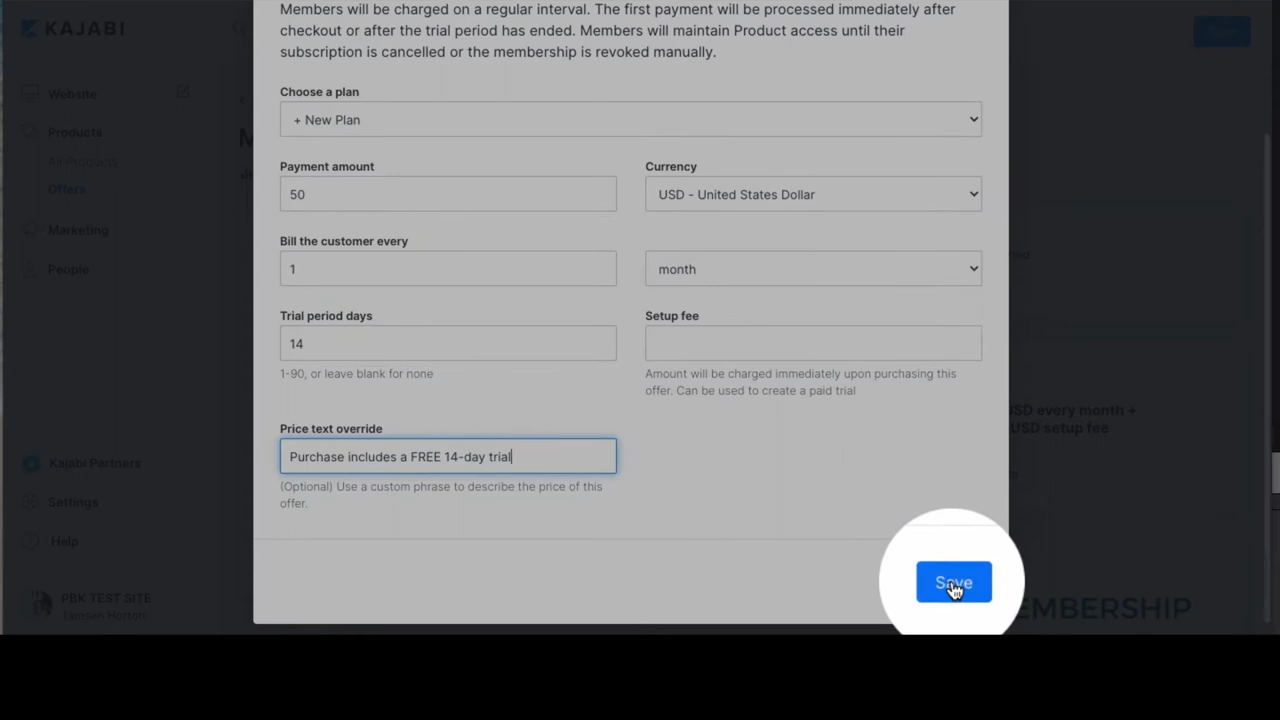 Members will be charged on a regular interval. The first payment will be processed immediately after
checkout or after the trial period has ended. Members will maintain Product access until their
subscription is cancelled or the membership is revoked manually.
KAJABI
Website
Products
All Products
Offers
Marketing
People
Kajabi Partners
Settings
Help
PBK TEST SITE
Choose a plan
+ New Plan
Payment amount
Currency
50
USD - United States Dollar
Bill the customer every
1
month
Trial period days
Setup fee
14
1-90, or leave blank for none
Amount will be charged immediately upon purchasing this
offer. Can be used to create a paid trial
Price text override
Purchase includes a FREE 14-day trial
(Optional) Use a custom phrase to describe the price of this
offer.
Save
USD every month +
USD setup fee
EMBERSHIP